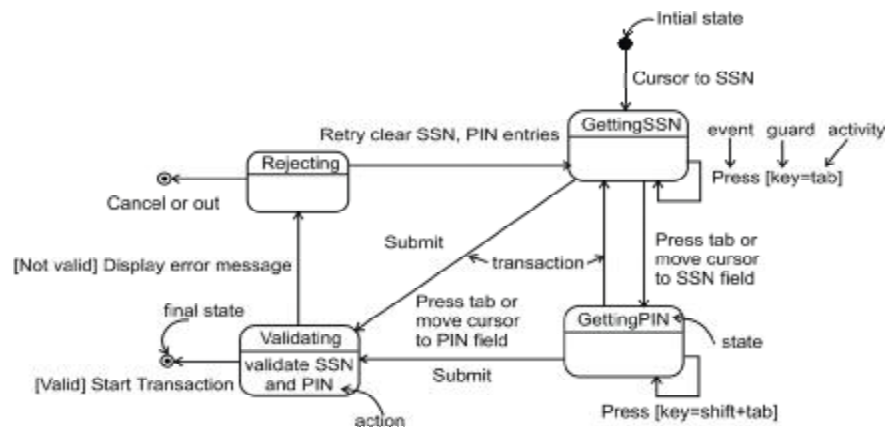 Intial state
Cursor to SSN
GettingSSN
event guard activity
Press [key=tab]
Retry clear SSN, PIN entries
Rejecting
Cancel or out
Submit
transaction
Press tab or
move cursor
to SSN field
[Not valid] Display error message
final state
Press tab or
move cursor
to PIN field
GettingPIN
state
Validating
validate SSN
and PIN
[Valid] Start Transaction
Submit
action
Press [key=shift+tab]